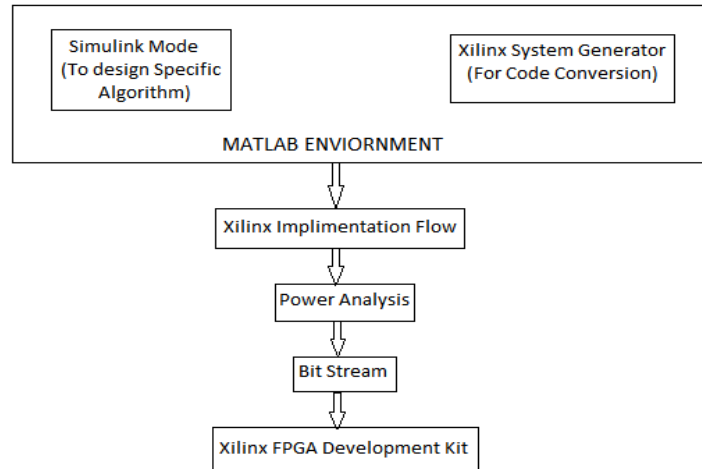 Simulink Mode
(To design Specific
Algorithm)
Xilinx System Generator
(For Code Conversion)
MATLAB ENVIORNMENT
Xilinx Implimentation Flow
Power Analysis
Bit Stream
Xilinx FPGA Development Kit